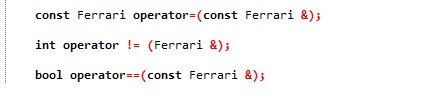 const Ferrari operator=(const Ferrari &);
int operator != (Ferrari &);
bool operator==(const Ferrari &);